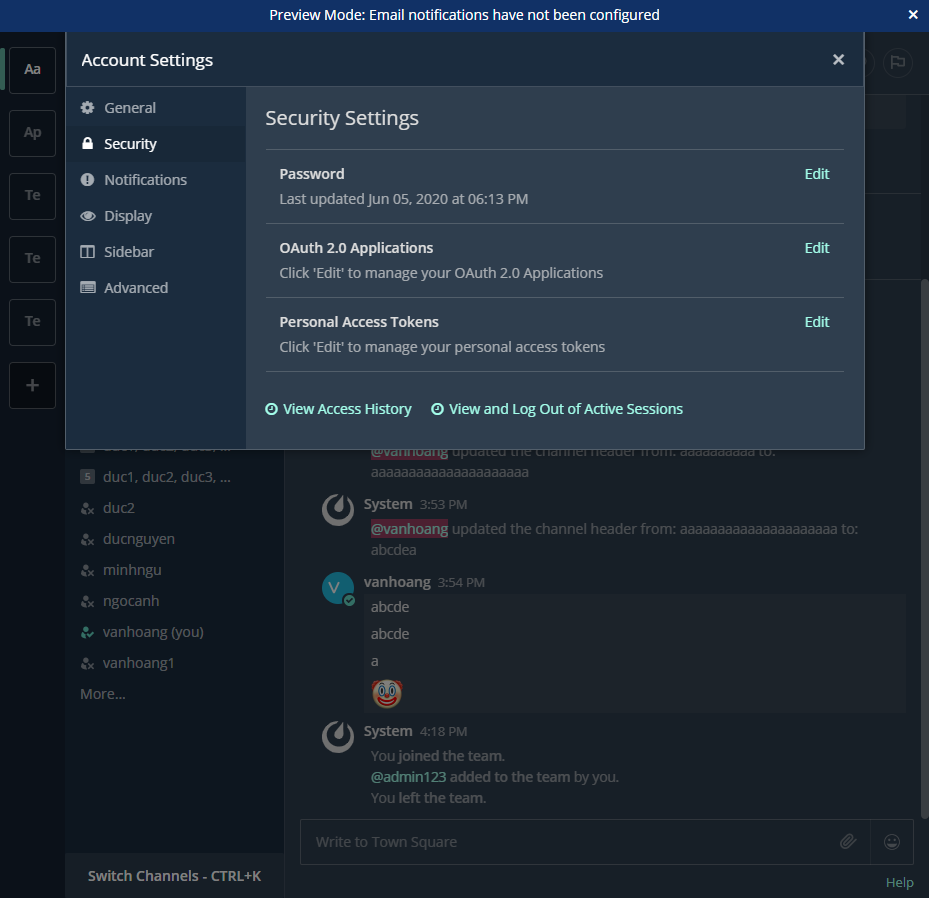 Preview Mode: Email notifications have not been configured
Aa
Ap
Te
Te
Te
+
Account Settings
General
Security
Notifications
Display
Sidebar
Advanced
Security Settings
Password
Edit
Last updated Jun 05, 2020 at 06:13 PM
OAuth 2.0 Applications
Edit
Click 'Edit' to manage your OAuth 2.0 Applications
Personal Access Tokens
Edit
Click 'Edit' to manage your personal access tokens
View Access History
View and Log Out of Active Sessions
S duc1, duc2, duc3, ...
duc2
ducnguyen
minhngu
ngocanh
vanhoang (you)
vanhoang1
More...
Switch Channels - CTRL+K
@vanhoang updated the channel header from: aaaaaaaaaa to:
aaaaaaaaaaaaaaaaaaaaa
System 3:53 PM
@vanhoang updated the channel header from: aaaaaaaaaaaaaaaaaaaaa to:
abcdea
V
vanhoang 3:54 PM
abcde
abcde
a
System 4:18 PM
You joined the team.
@admin123 added to the team by you.
You left the team.
Write to Town Square
Help